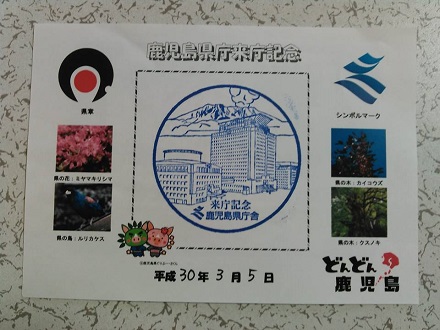 鹿児島県庁来庁記念
県章
シンボルマーク
県の花：ミヤマキリシマ
県の木：カイコウズ
県の鳥：ルリカケス
県の木：クスノキ
来庁記念
鹿児島県庁舎
平成30年3月5日
どんどん
鹿児島